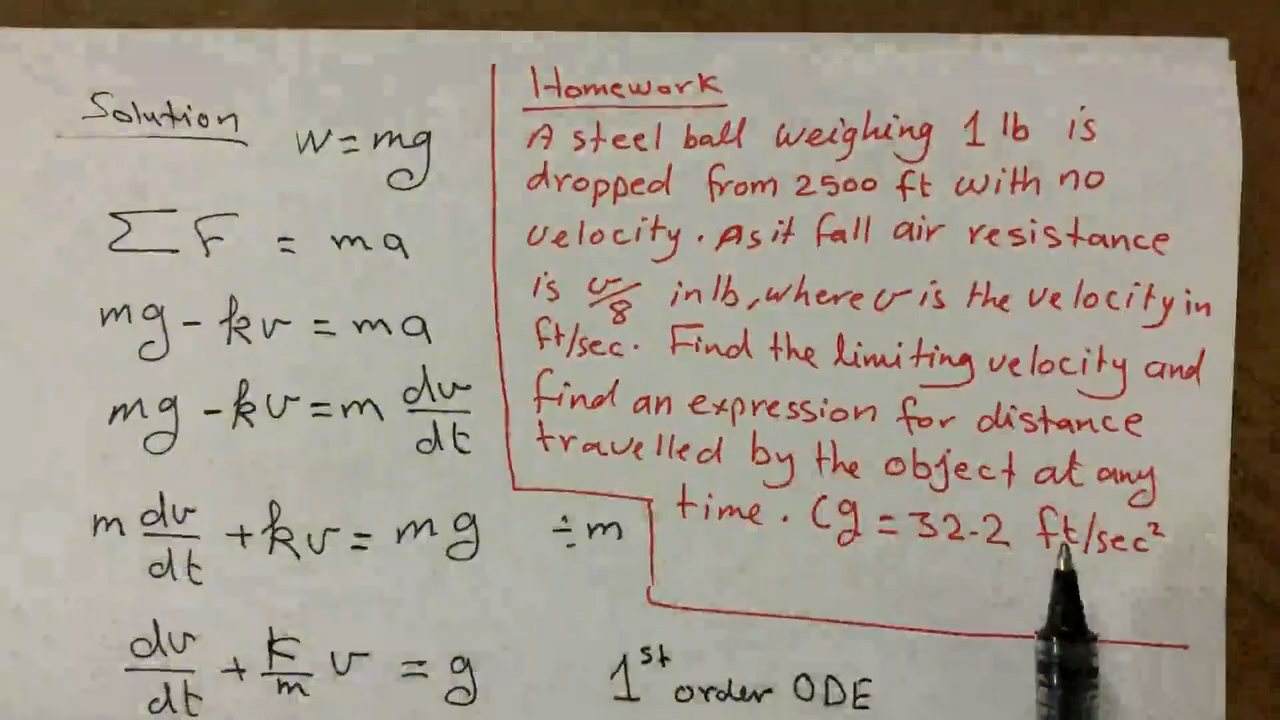 Solution
W = mg
ΣF = ma
mg - kv = ma
mg - kv = m dv/dt
m dv/dt + kv = mg ÷m
dv/dt + k/m v = g
1st order ODE
Homework
A steel ball weighing 1 lb is
dropped from 2500 ft with no
velocity. As it fall air resistance
is v/8 in lb, where v is the velocity in
ft/sec. Find the limiting velocity and
find an expression for distance
travelled by the object at any
time. (g = 32.2 ft/sec²